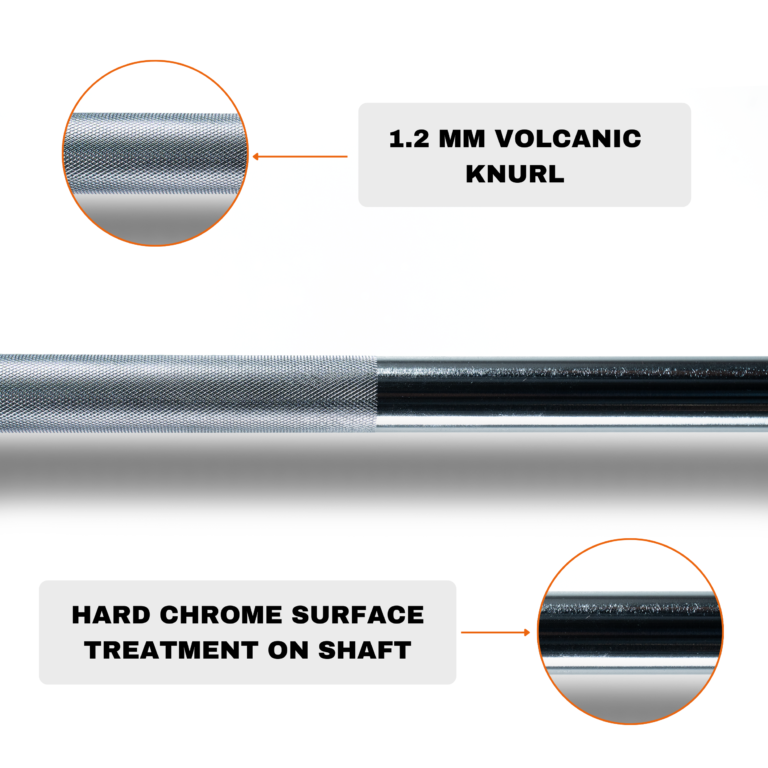 1.2 MM VOLCANIC
KNURL
HARD CHROME SURFACE
TREATMENT ON SHAFT